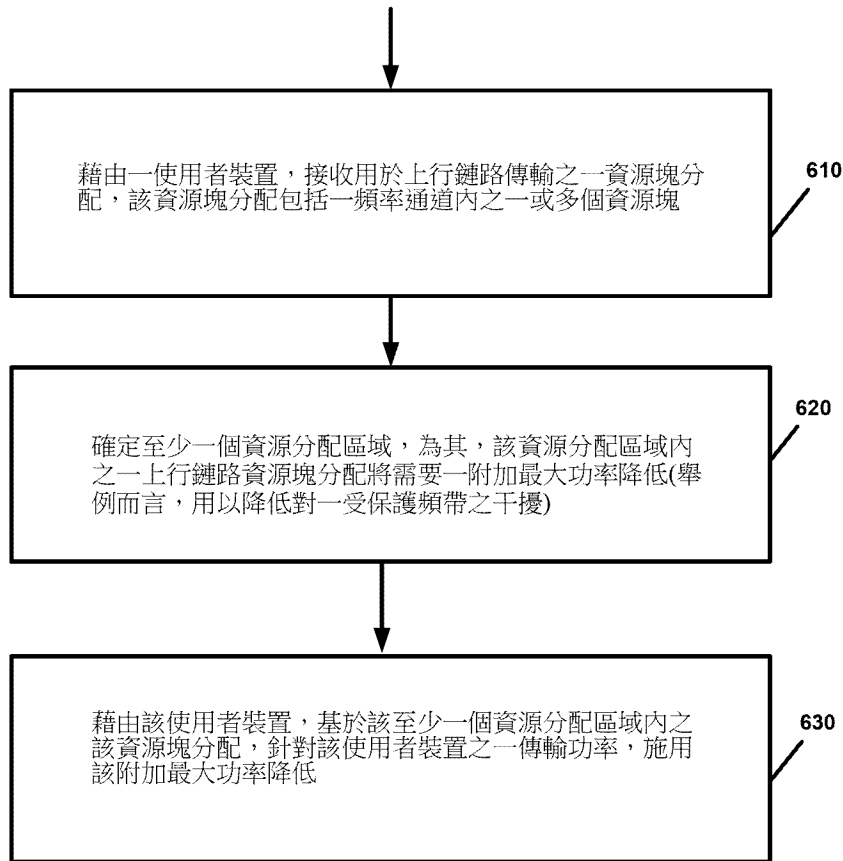 藉由一使用者裝置，接收用於上行鏈路傳輸之一資源塊分
配，該資源塊分配包括一頻率通道內之一或多個資源塊
610
確定至少一個資源分配區域，為其，該資源分配區域內
之一上行鏈路資源塊分配將需要一附加最大功率降低(舉
例而言，用以降低對一受保護頻帶之干擾)
620
藉由該使用者裝置，基於該至少一個資源分配區域內之
該資源塊分配，針對該使用者裝置之一傳輸功率，施用
該附加最大功率降低
630